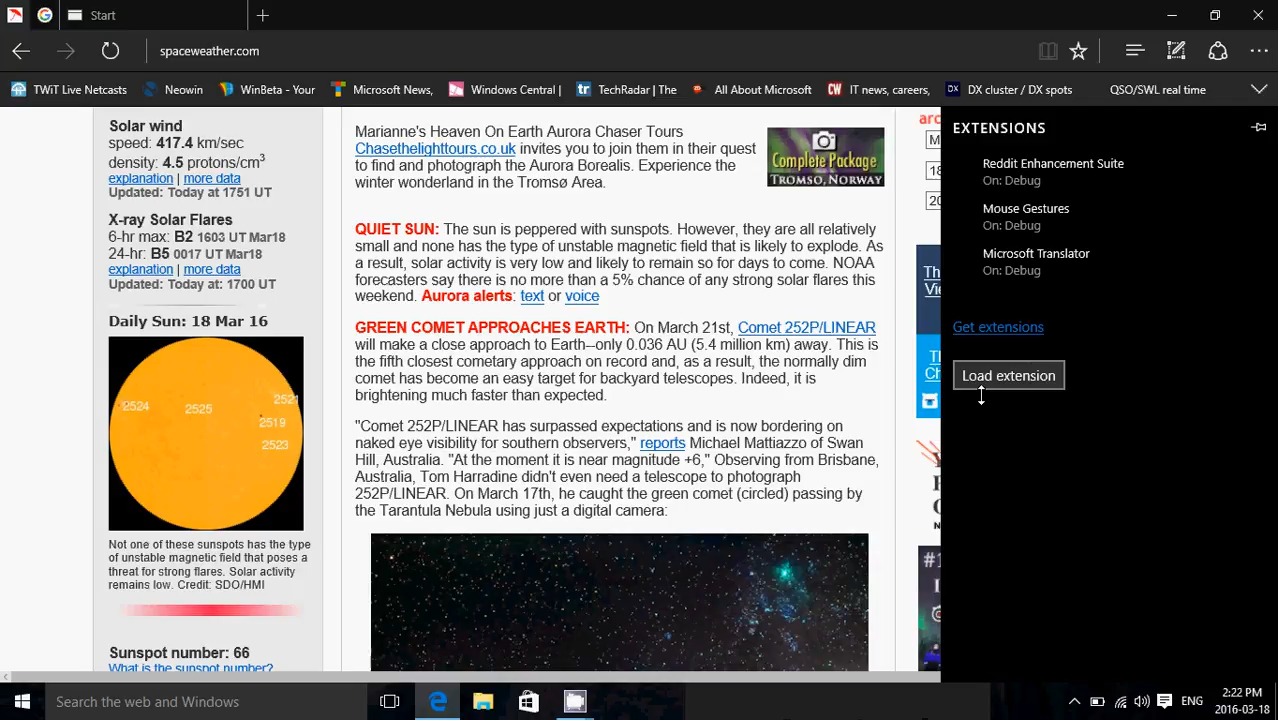 Start
spaceweather.com
TWiT Live Netcasts
Neowin
WinBeta - Your
Microsoft News,
Windows Central |
TechRadar | The
All About Microsoft
CW
IT news, careers,
DX
DX cluster / DX spots
QSO/SWL real time
Solar wind
speed: 417.4 km/sec
density: 4.5 protons/cm3
explanation | more data
Updated: Today at 1751 UT
X-ray Solar Flares
6-hr max: B2 1603 UT Mar18
24-hr: B5 0017 UT Mar18
explanation | more data
Updated: Today at: 1700 UT
Daily Sun: 18 Mar 16
2524
2525
2521
2519
2523
Not one of these sunspots has the type
of unstable magnetic field that poses a
threat for strong flares. Solar activity
remains low. Credit: SDO/HMI
Sunspot number: 66
What is the sunspot number?
Marianne's Heaven On Earth Aurora Chaser Tours
Chasethelighttours.co.uk invites you to join them in their quest
to find and photograph the Aurora Borealis. Experience the
winter wonderland in the Tromsø Area.
Complete Package
TROMSO, NORWAY
QUIET SUN: The sun is peppered with sunspots. However, they are all relatively
small and none has the type of unstable magnetic field that is likely to explode. As
a result, solar activity is very low and likely to remain so for days to come. NOAA
forecasters say there is no more than a 5% chance of any strong solar flares this
weekend. Aurora alerts: text or voice
GREEN COMET APPROACHES EARTH: On March 21st, Comet 252P/LINEAR
will make a close approach to Earth--only 0.036 AU (5.4 million km) away. This is
the fifth closest cometary approach on record and, as a result, the normally dim
comet has become an easy target for backyard telescopes. Indeed, it is
brightening much faster than expected.
"Comet 252P/LINEAR has surpassed expectations and is now bordering on
naked eye visibility for southern observers," reports Michael Mattiazzo of Swan
Hill, Australia. "At the moment it is near magnitude +6," Observing from Brisbane,
Australia, Tom Harradine didn't even need a telescope to photograph
252P/LINEAR. On March 17th, he caught the green comet (circled) passing by
the Tarantula Nebula using just a digital camera:
EXTENSIONS
Reddit Enhancement Suite
On: Debug
Mouse Gestures
On: Debug
Microsoft Translator
On: Debug
Get extensions
Load extension
Search the web and Windows
ENG
2:22 PM
2016-03-18